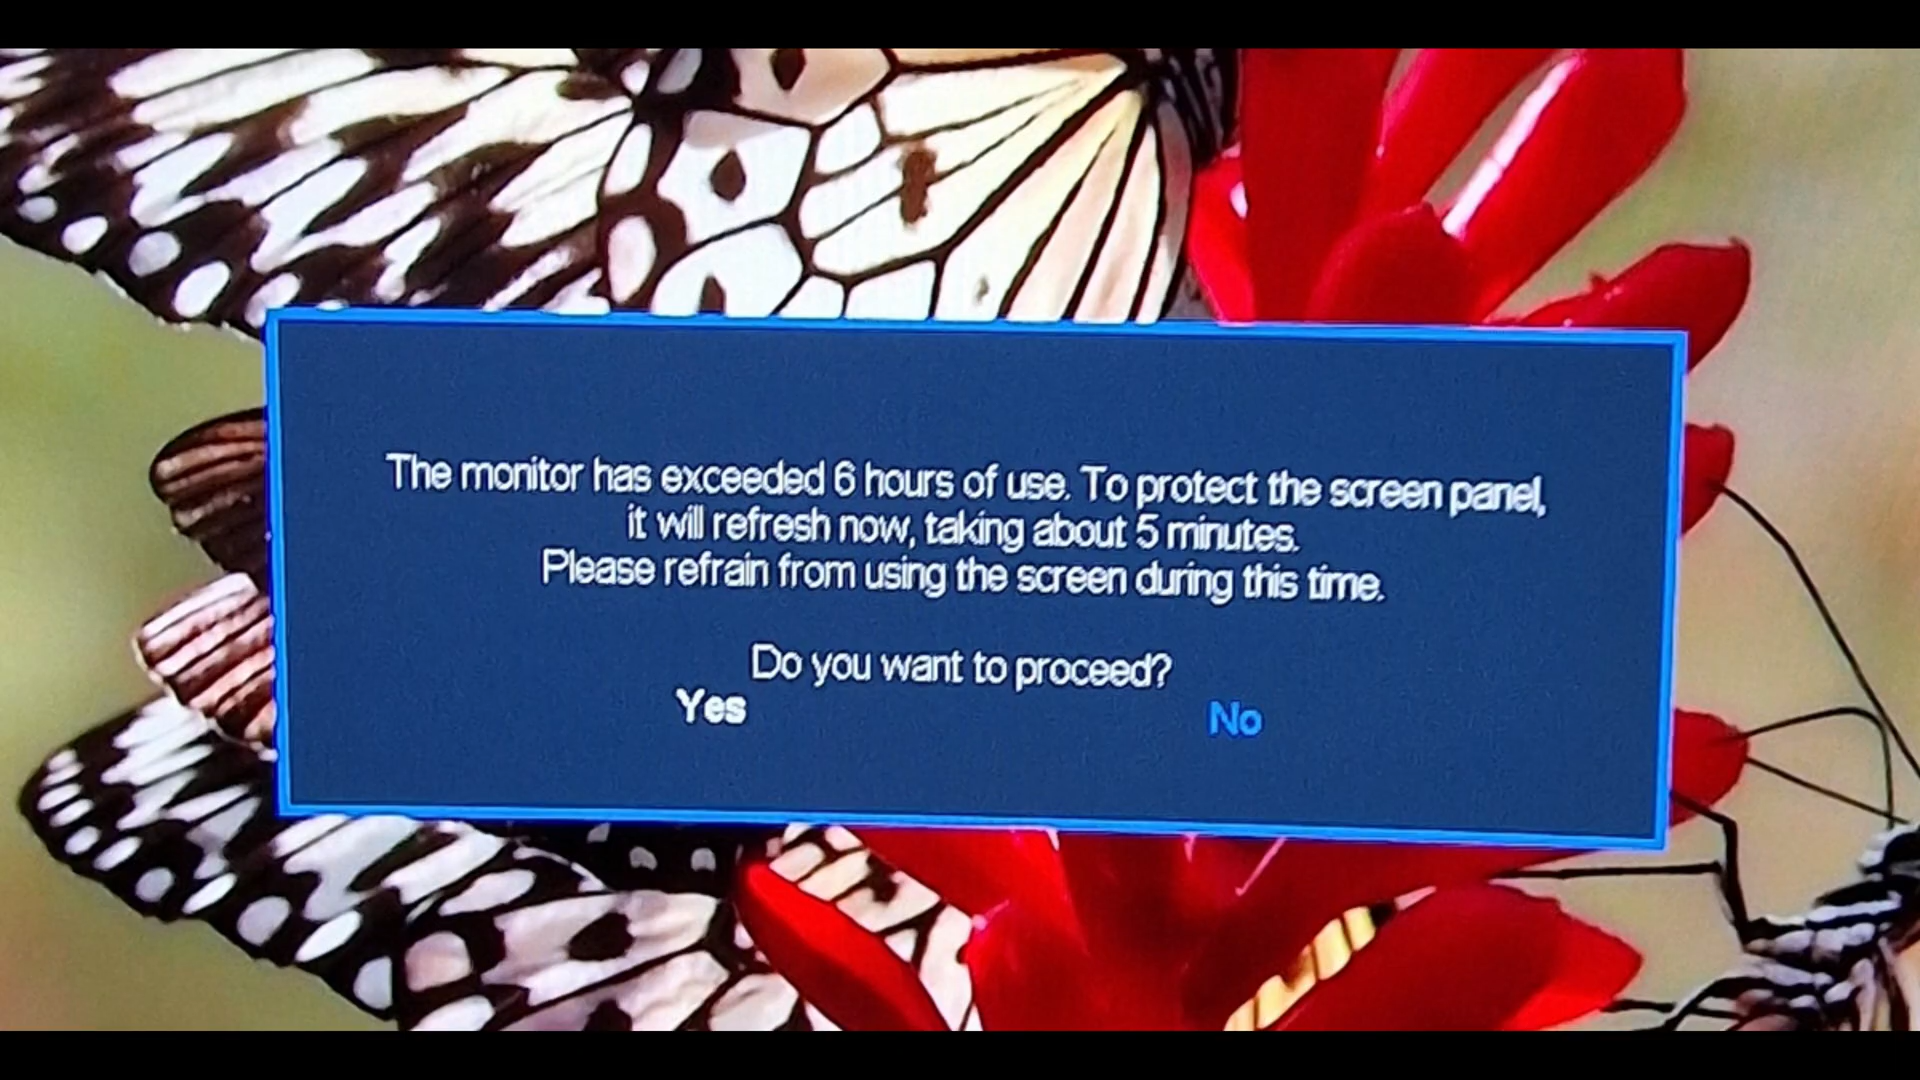 The monitor has exceeded 6 hours of use. To protect the screen panel,
it will refresh now, taking about 5 minutes.
Please refrain from using the screen during this time.
Do you want to proceed?
Yes No